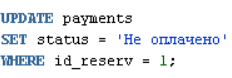 UPDATE payments
SET status = 'Не оплачено'
WHERE id_reserv = 1;